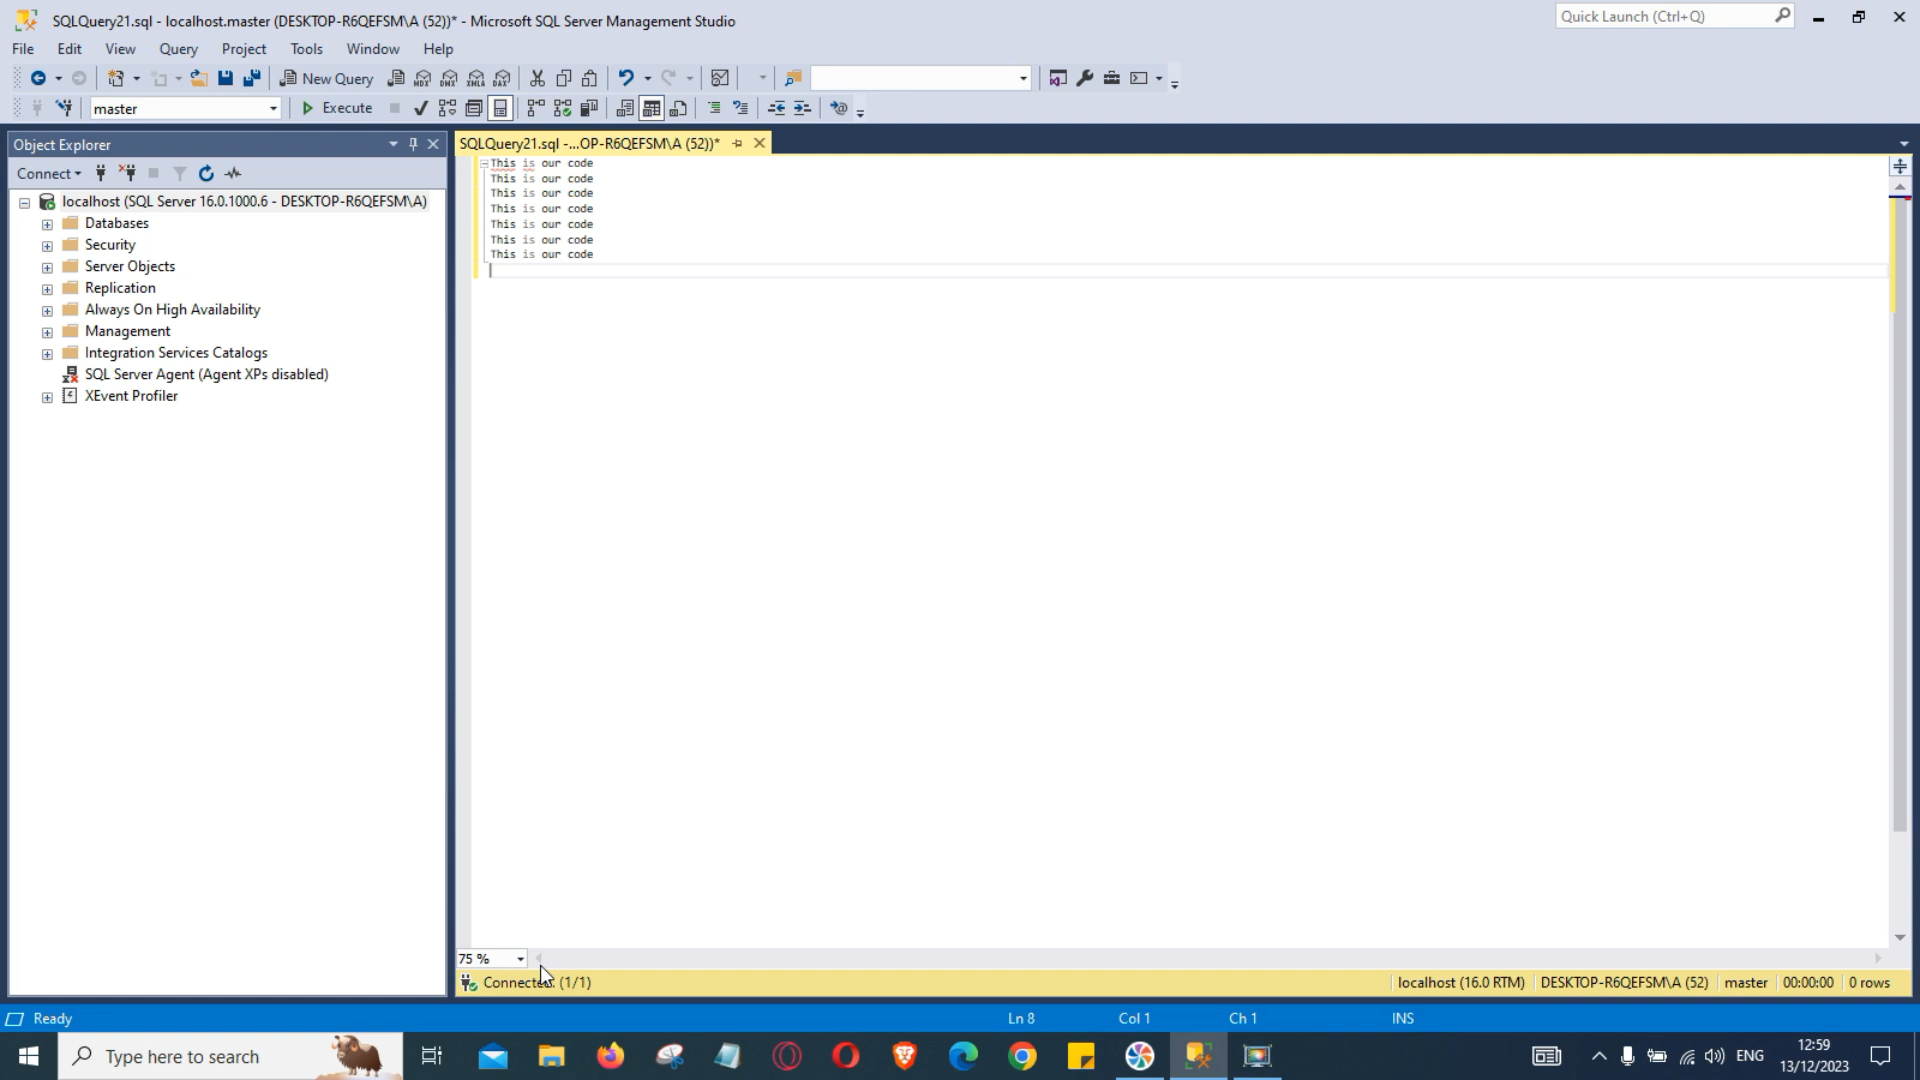 SQLQuery21.sql - localhost.master (DESKTOP-R6QEFSM\A (52))* - Microsoft SQL Server Management Studio
Quick Launch (Ctrl+Q)
File Edit View Query Project Tools Window Help
New Query MDX DMX XMLA DAX
master Execute
Object Explorer
SQLQuery21.sql -...OP-R6QEFSM\A (52))*
Connect
localhost (SQL Server 16.0.1000.6 - DESKTOP-R6QEFSM\A)
Databases
Security
Server Objects
Replication
Always On High Availability
Management
Integration Services Catalogs
SQL Server Agent (Agent XPs disabled)
XEvent Profiler
This is our code
This is our code
This is our code
This is our code
This is our code
This is our code
This is our code
75 %
(1/1)
localhost (16.0 RTM) DESKTOP-R6QEFSM\A (52) master 00:00:00 0 rows
Ready Ln 8 Col 1 Ch 1 INS
Type here to search
ENG
12:59
13/12/2023